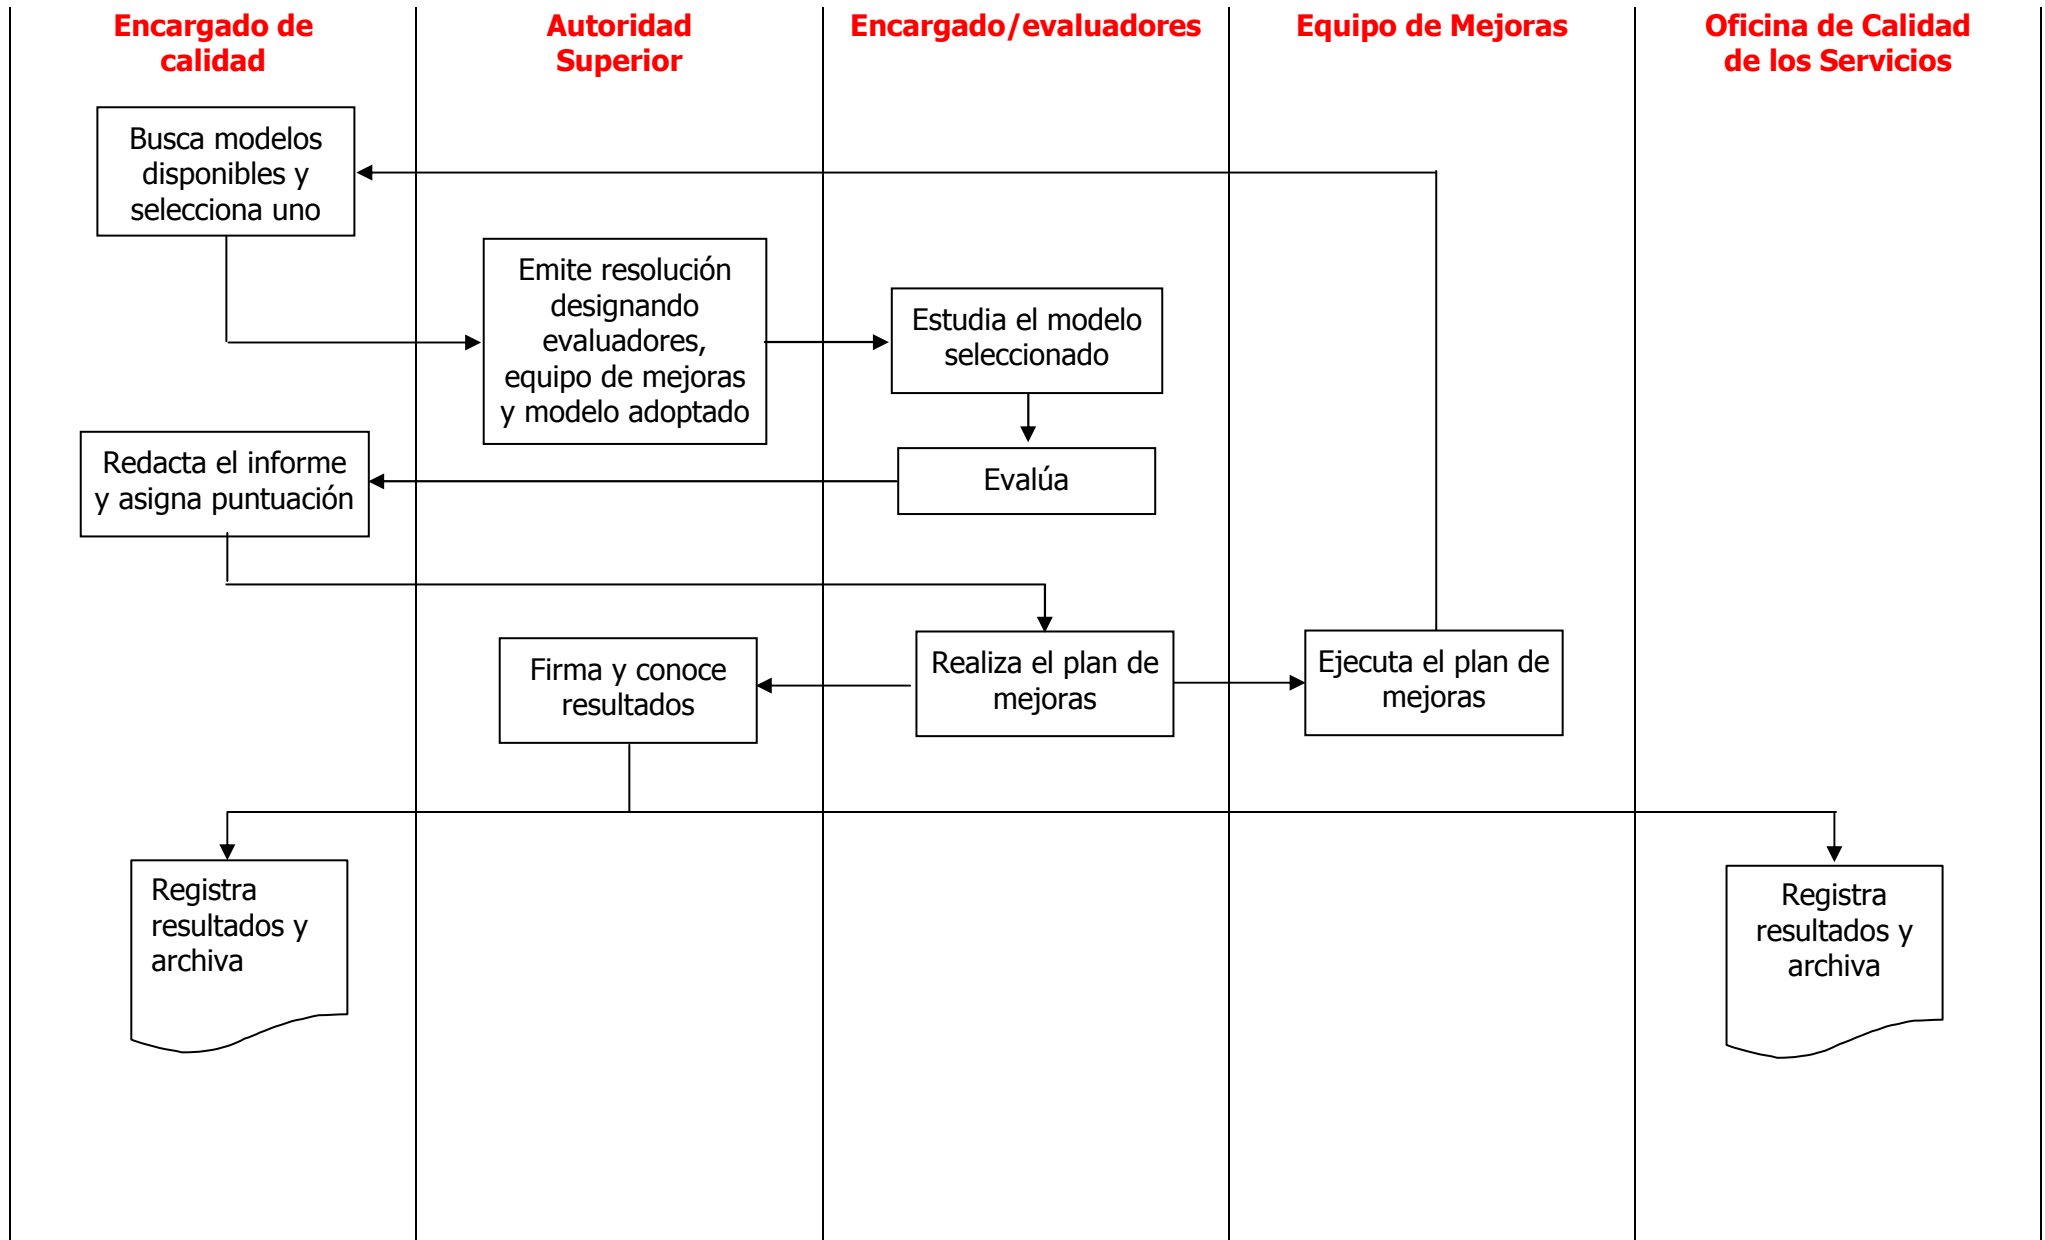 Encargado de
calidad
Autoridad
Superior
Encargado/evaluadores
Equipo de Mejoras
Oficina de Calidad
de los Servicios
Busca modelos
disponibles y
selecciona uno
Emite resolución
designando
evaluadores,
equipo de mejoras
y modelo adoptado
Estudia el modelo
seleccionado
Evalúa
Redacta el informe
y asigna puntuación
Realiza el plan de
mejoras
Firma y conoce
resultados
Ejecuta el plan de
mejoras
Registra
resultados y
archiva
Registra
resultados y
archiva